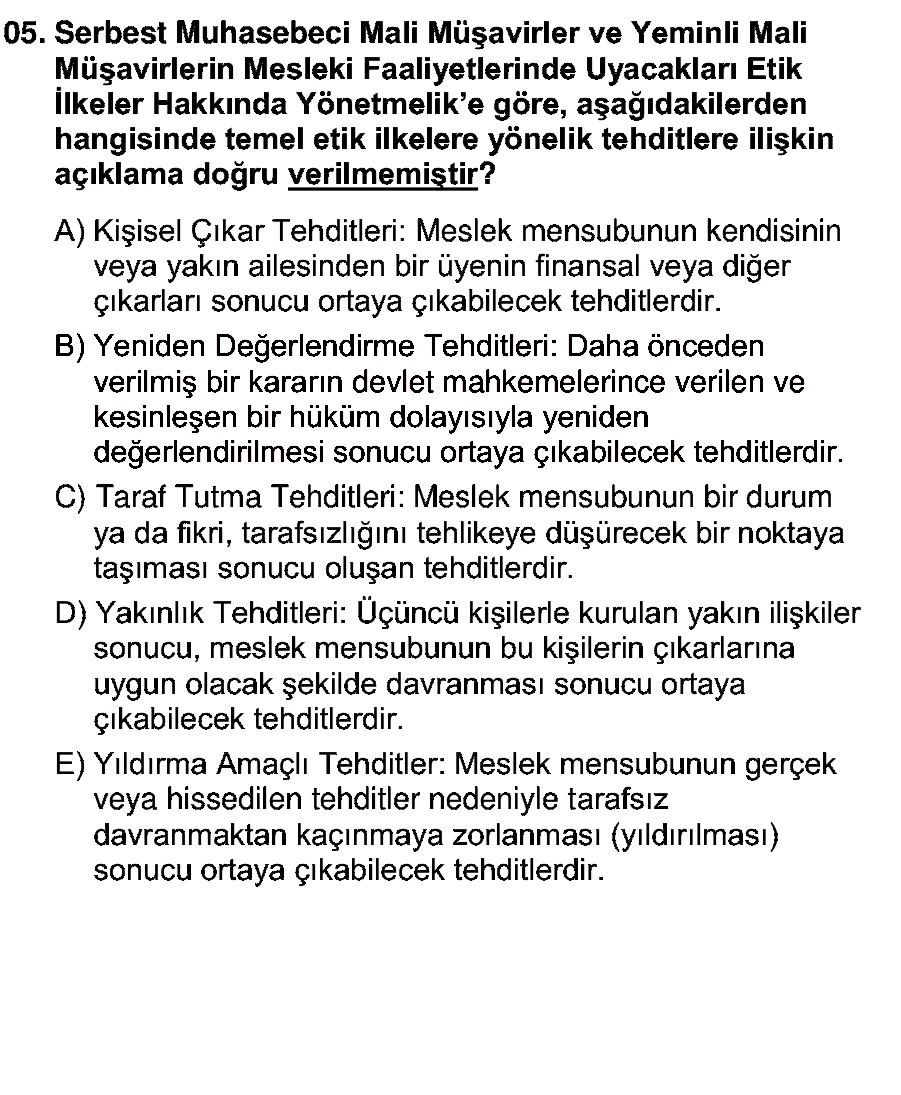 05. Serbest Muhasebeci Mali Müşavirler ve Yeminli Mali
Müşavirlerin Mesleki Faaliyetlerinde Uyacakları Etik
İlkeler Hakkında Yönetmelik’e göre, aşağıdakilerden
hangisinde temel etik ilkelere yönelik tehditlere ilişkin
açıklama doğru verilmemiştir?
A) Kişisel Çıkar Tehditleri: Meslek mensubunun kendisinin
veya yakın ailesinden bir üyenin finansal veya diğer
çıkarları sonucu ortaya çıkabilecek tehditlerdir.
B) Yeniden Değerlendirme Tehditleri: Daha önceden
verilmiş bir kararın devlet mahkemelerince verilen ve
kesinleşen bir hüküm dolayısıyla yeniden
değerlendirilmesi sonucu ortaya çıkabilecek tehditlerdir.
C) Taraf Tutma Tehditleri: Meslek mensubunun bir durum
ya da fikri, tarafsızlığını tehlikeye düşürecek bir noktaya
taşıması sonucu oluşan tehditlerdir.
D) Yakınlık Tehditleri: Üçüncü kişilerle kurulan yakın ilişkiler
sonucu, meslek mensubunun bu kişilerin çıkarlarına
uygun olacak şekilde davranması sonucu ortaya
çıkabilecek tehditlerdir.
E) Yıldırma Amaçlı Tehditler: Meslek mensubunun gerçek
veya hissedilen tehditler nedeniyle tarafsız
davranmaktan kaçınmaya zorlanması (yıldırılması)
sonucu ortaya çıkabilecek tehditlerdir.